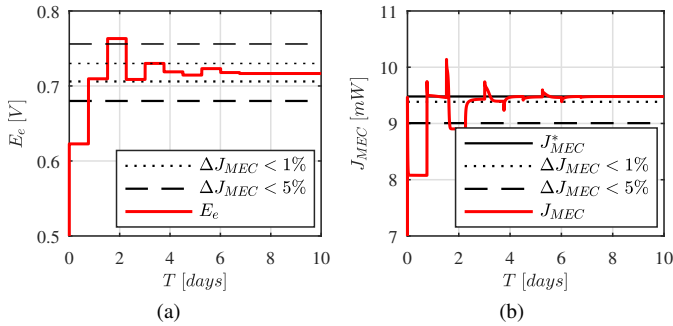 0.8
0.7
0.6
0.5
E_e [V]
ΔJ_MEC < 1%
ΔJ_MEC < 5%
E_e
0 2 4 6 8 10
T [days]
(a)
11
10
9
8
7
J_MEC [mW]
J*_MEC
ΔJ_MEC < 1%
ΔJ_MEC < 5%
J_MEC
0 2 4 6 8 10
T [days]
(b)